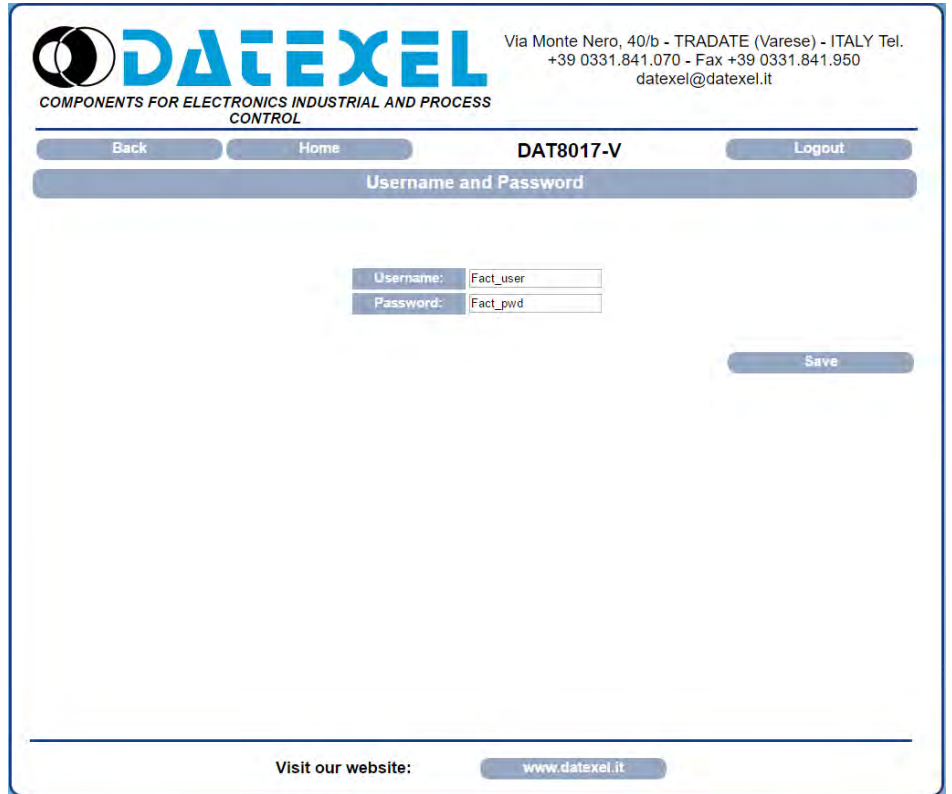 DATEXEL
COMPONENTS FOR ELECTRONICS INDUSTRIAL AND PROCESS
CONTROL
Via Monte Nero, 40/b - TRADATE (Varese) - ITALY Tel.
+39 0331.841.070 - Fax +39 0331.841.950
datexel@datexel.it
Back Home DAT8017-V Logout
Username and Password
Username: Fact_user
Password: Fact_pwd
Save
Visit our website: www.datexel.it